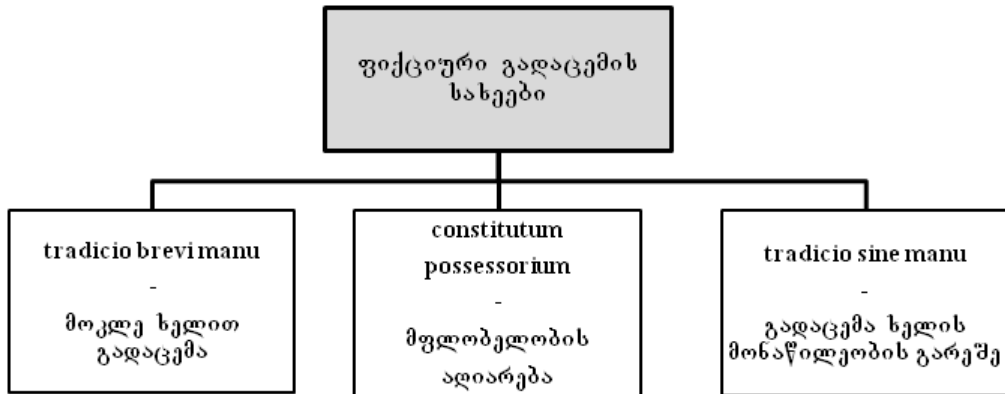 ფიქციური გადაცემის
სახეები
tradicio brevi manu
-
მოკლე ხელით
გადაცემა
constitutum
possessorium
-
მფლობელობის
აღიარება
tradicio sine manu
-
გადაცემა ხელის
მონაწილეობის გარეშე